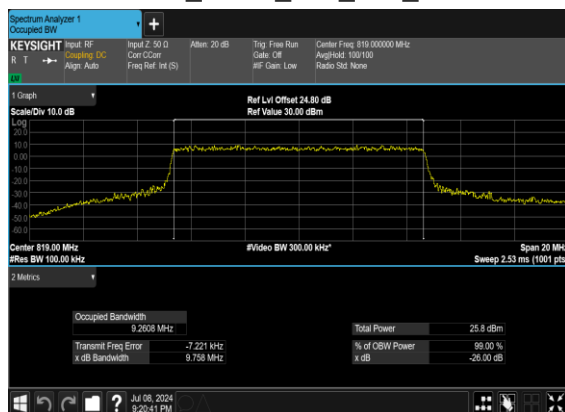 Spectrum Analyzer 1
Occupied BW
+
KEYSIGHT Input: RF Input Z: 50 Ω Atten: 20 dB Trig: Free Run Center Freq: 819.000000 MHz
R T Coupling: DC Corr CCorr Gate: Off Avg|Hold: 100/100
Align: Auto Freq Ref: Int (S) #IF Gain: Low Radio Std: None
LXI
1 Graph
Ref Lvl Offset 24.80 dB
Scale/Div 10.0 dB Ref Value 30.00 dBm
Log
20.0
10.0
0.00
-10.0
-20.0
-30.0
-40.0
-50.0
-60.0
Center 819.00 MHz #Video BW 300.00 kHz* Span 20 MHz
#Res BW 100.00 kHz Sweep 2.53 ms (1001 pts
2 Metrics
Occupied Bandwidth
9.2608 MHz Total Power 25.8 dBm
Transmit Freq Error -7.221 kHz % of OBW Power 99.00 %
x dB Bandwidth 9.758 MHz x dB -26.00 dB
? Jul 08, 2024
9:20:41 PM